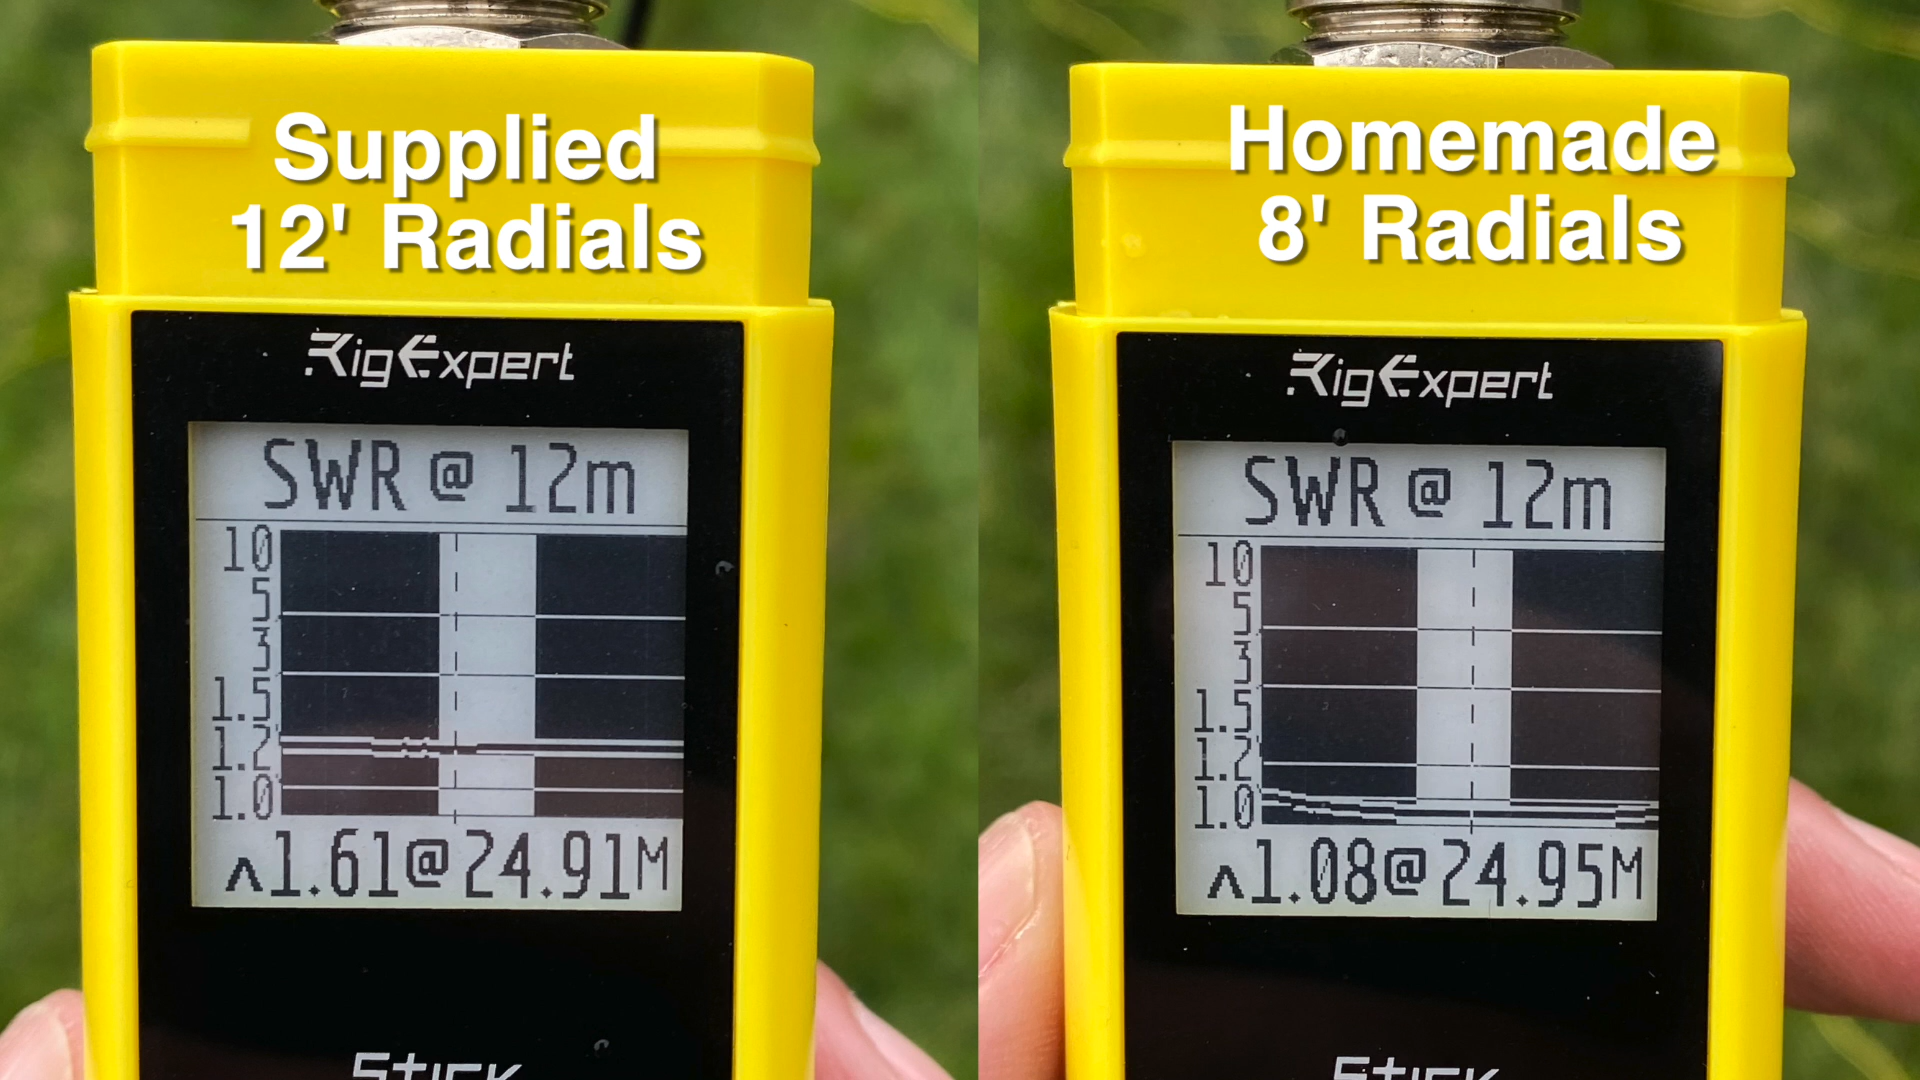 Supplied
12' Radials
RigExpert
SWR @ 12m
10
5
3
1.5
1.2
1.0
^1.61@24.91M
Stick
Homemade
8' Radials
RigExpert
SWR @ 12m
10
5
3
1.5
1.2
1.0
^1.08@24.95M
Stick